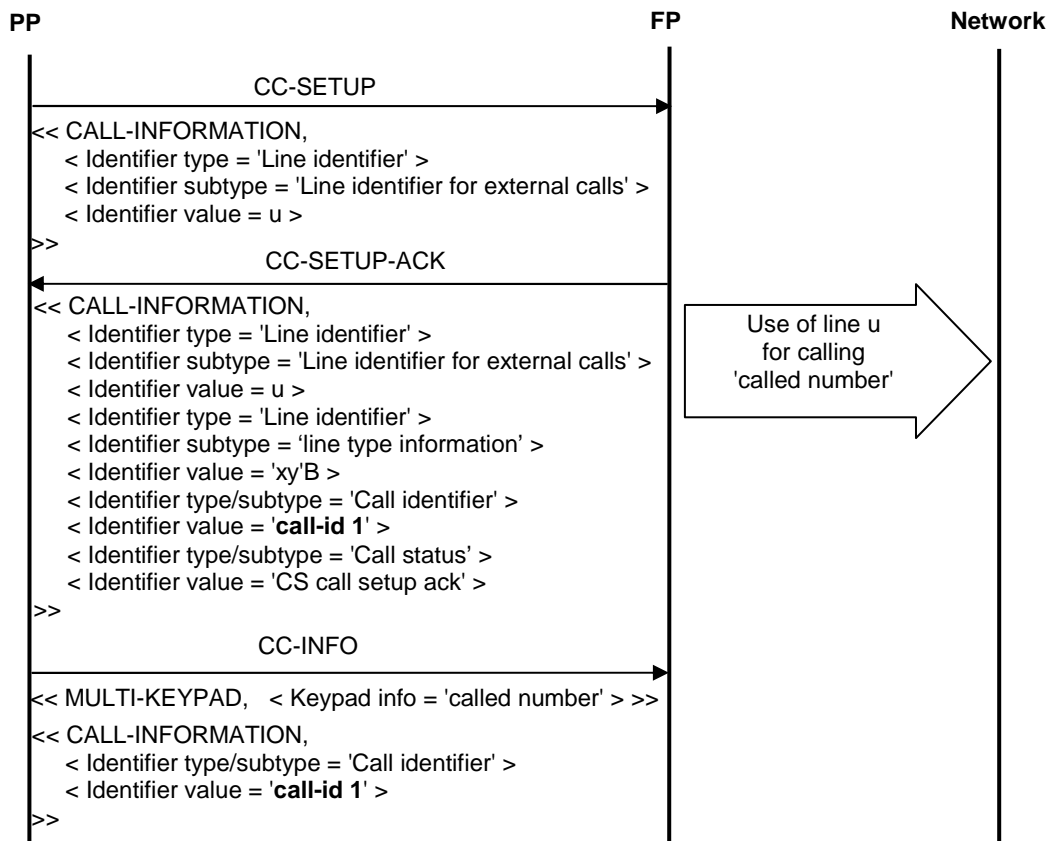 PP FP Network
CC-SETUP
<< CALL-INFORMATION,
< Identifier type = 'Line identifier' >
< Identifier subtype = 'Line identifier for external calls' >
< Identifier value = u >
>>
CC-SETUP-ACK
<< CALL-INFORMATION,
< Identifier type = 'Line identifier' >
< Identifier subtype = 'Line identifier for external calls' >
< Identifier value = u >
< Identifier type = 'Line identifier' >
< Identifier subtype = ‘line type information’ >
< Identifier value = 'xy'B >
< Identifier type/subtype = 'Call identifier' >
< Identifier value = 'call-id 1' >
< Identifier type/subtype = 'Call status’ >
< Identifier value = 'CS call setup ack' >
>>
Use of line u
for calling
'called number'
CC-INFO
<< MULTI-KEYPAD, < Keypad info = 'called number' > >>
<< CALL-INFORMATION,
< Identifier type/subtype = 'Call identifier' >
< Identifier value = 'call-id 1' >
>>